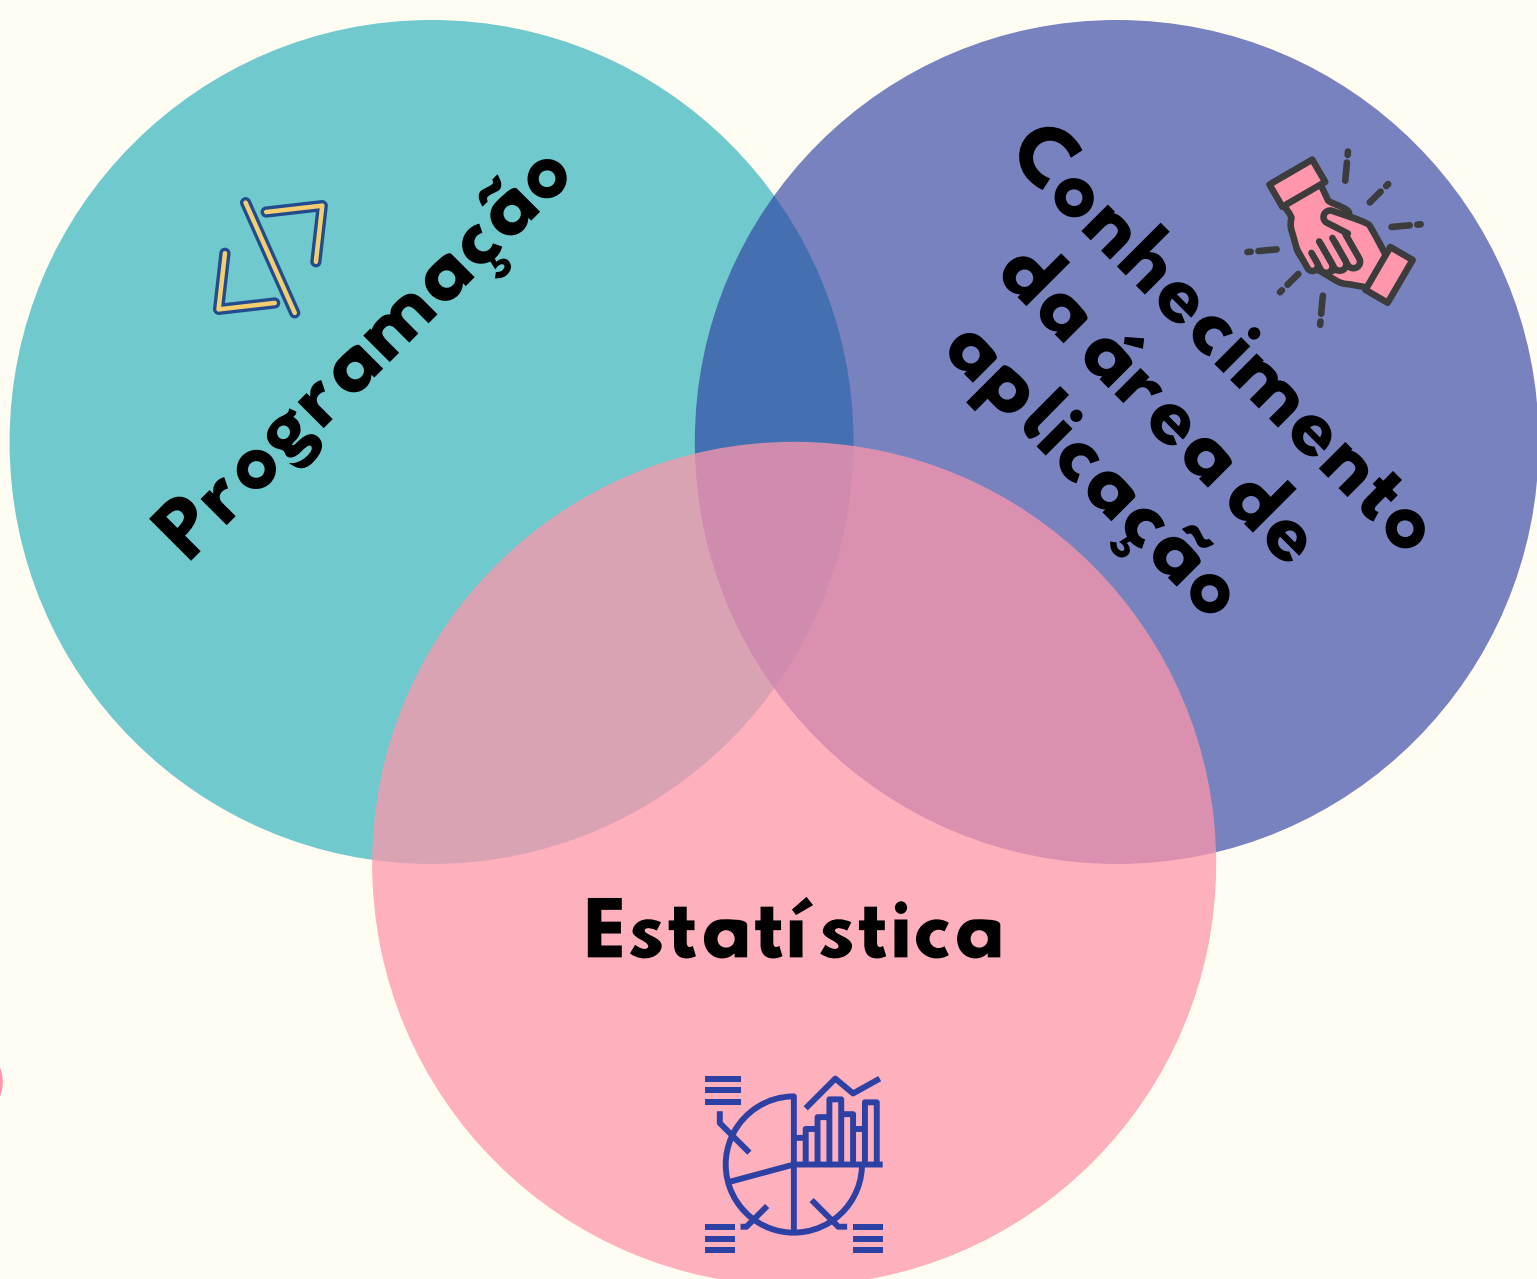 Programação
Conhecimento
da área de
aplicação
Estatística